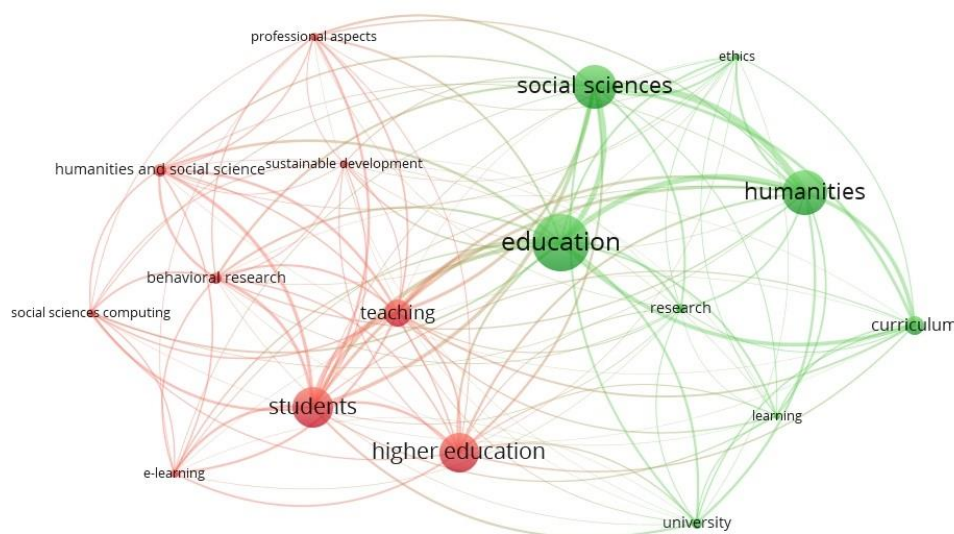 professional aspects
ethics
social sciences
humanities and social science
sustainable development
humanities
education
behavioral research
social sciences computing
teaching
research
curriculum
students
learning
higher education
e-learning
university